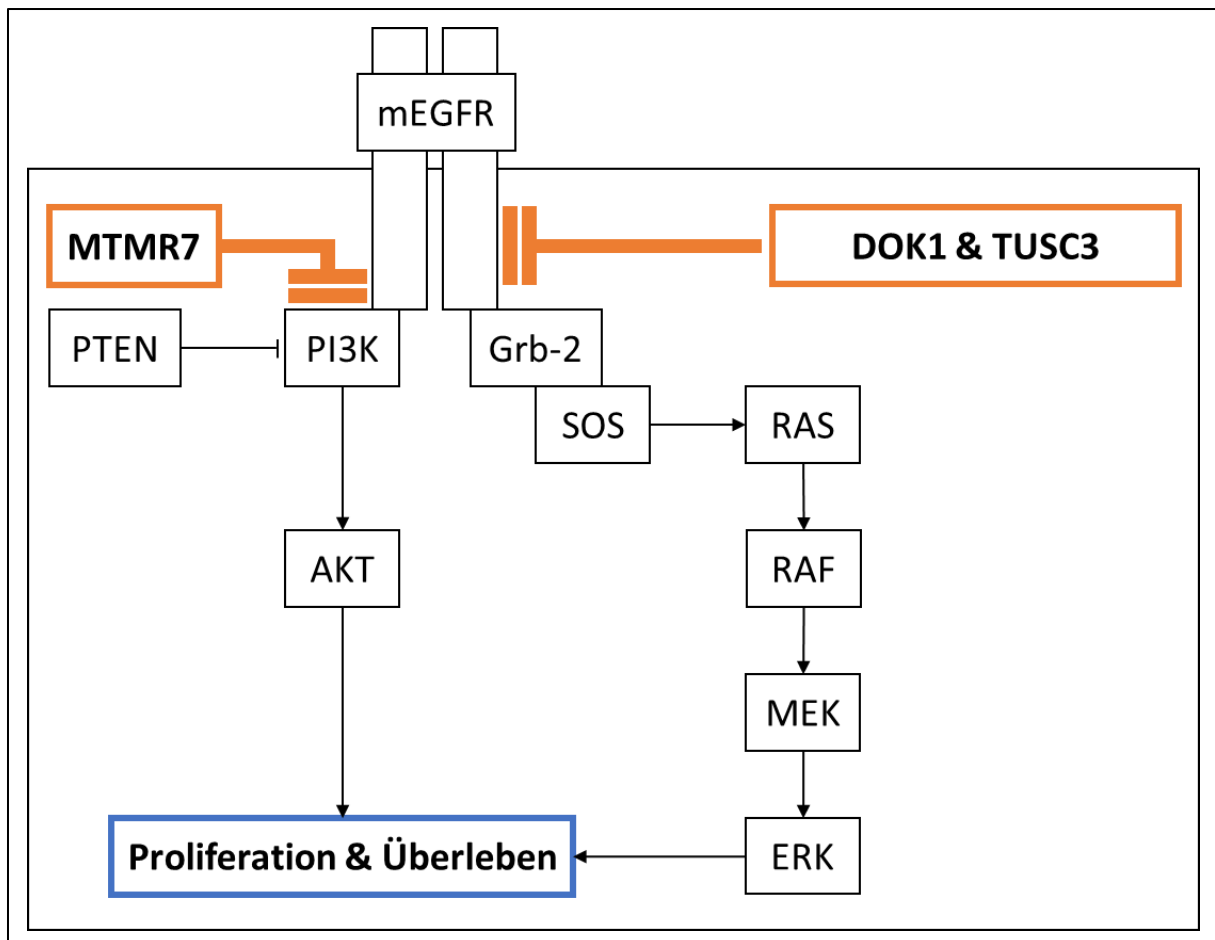 mEGFR
MTMR7
DOK1 & TUSC3
PTEN
PI3K
Grb-2
SOS
RAS
AKT
RAF
MEK
Proliferation & Überleben
ERK